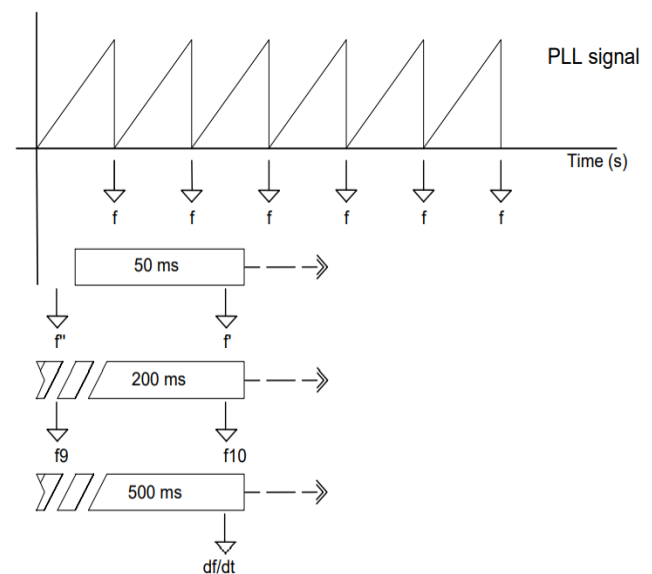 PLL signal
Time (s)
f f f f f f
50 ms
f" f'
200 ms
f9 f10
500 ms
df/dt